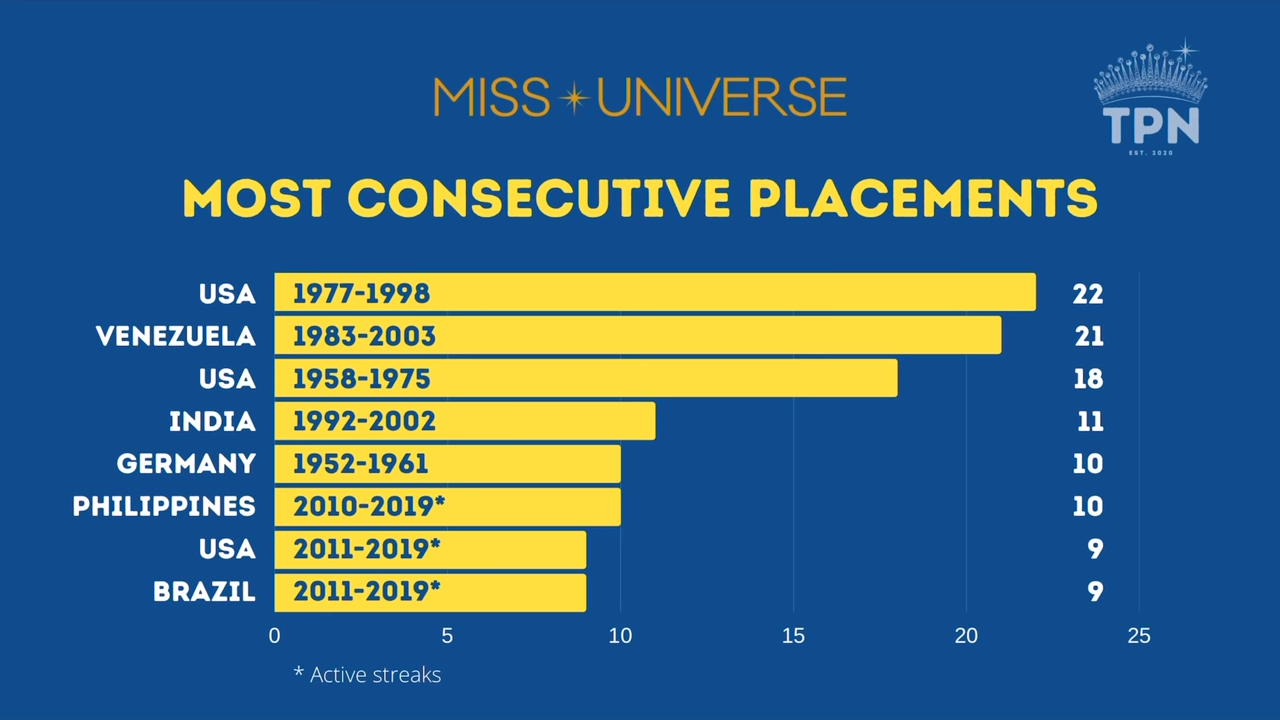 MISS UNIVERSE
TPN
EST. 2020
MOST CONSECUTIVE PLACEMENTS
USA 1977-1998 22
VENEZUELA 1983-2003 21
USA 1958-1975 18
INDIA 1992-2002 11
GERMANY 1952-1961 10
PHILIPPINES 2010-2019* 10
USA 2011-2019* 9
BRAZIL 2011-2019* 9
0 5 10 15 20 25
* Active streaks